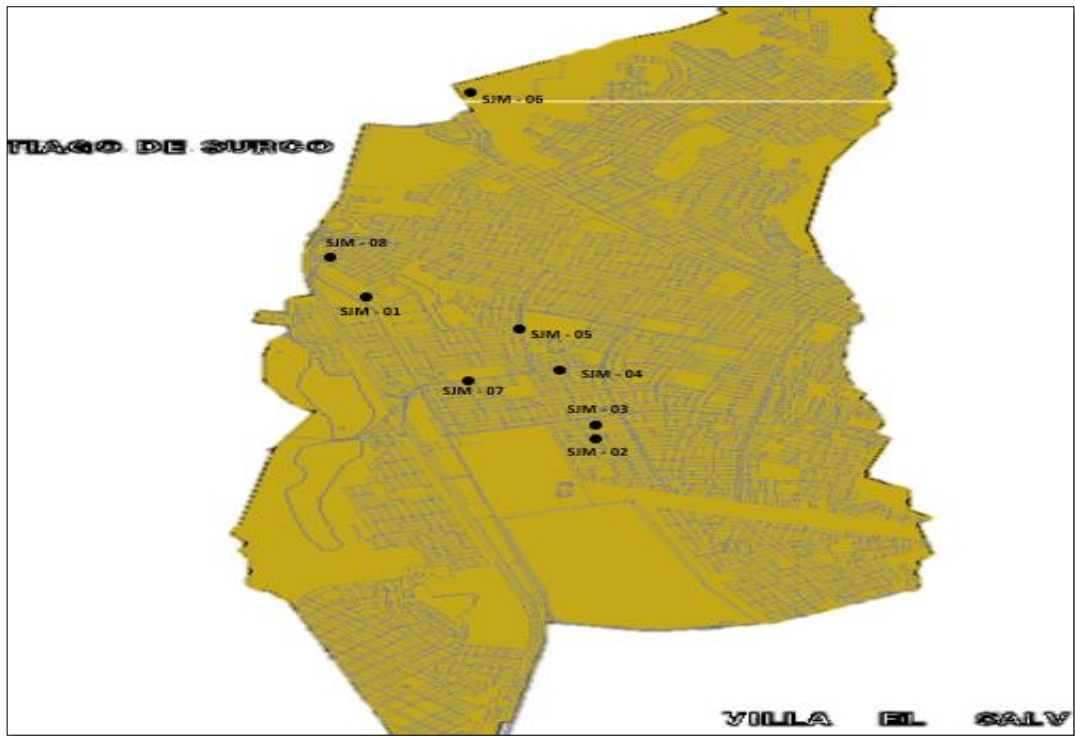 SJM - 06
TIAGO DE SURCO
SJM - 08
SJM - 01
SJM - 05
SJM - 04
SJM - 07
SJM - 03
SJM - 02
VILLA EL SALV